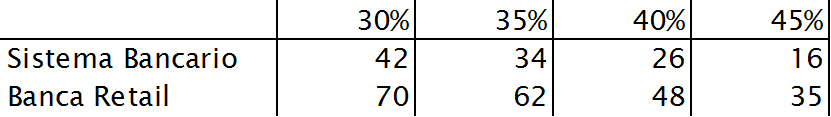 30% 35% 40% 45%
Sistema Bancario 42 34 26 16
Banca Retail 70 62 48 35